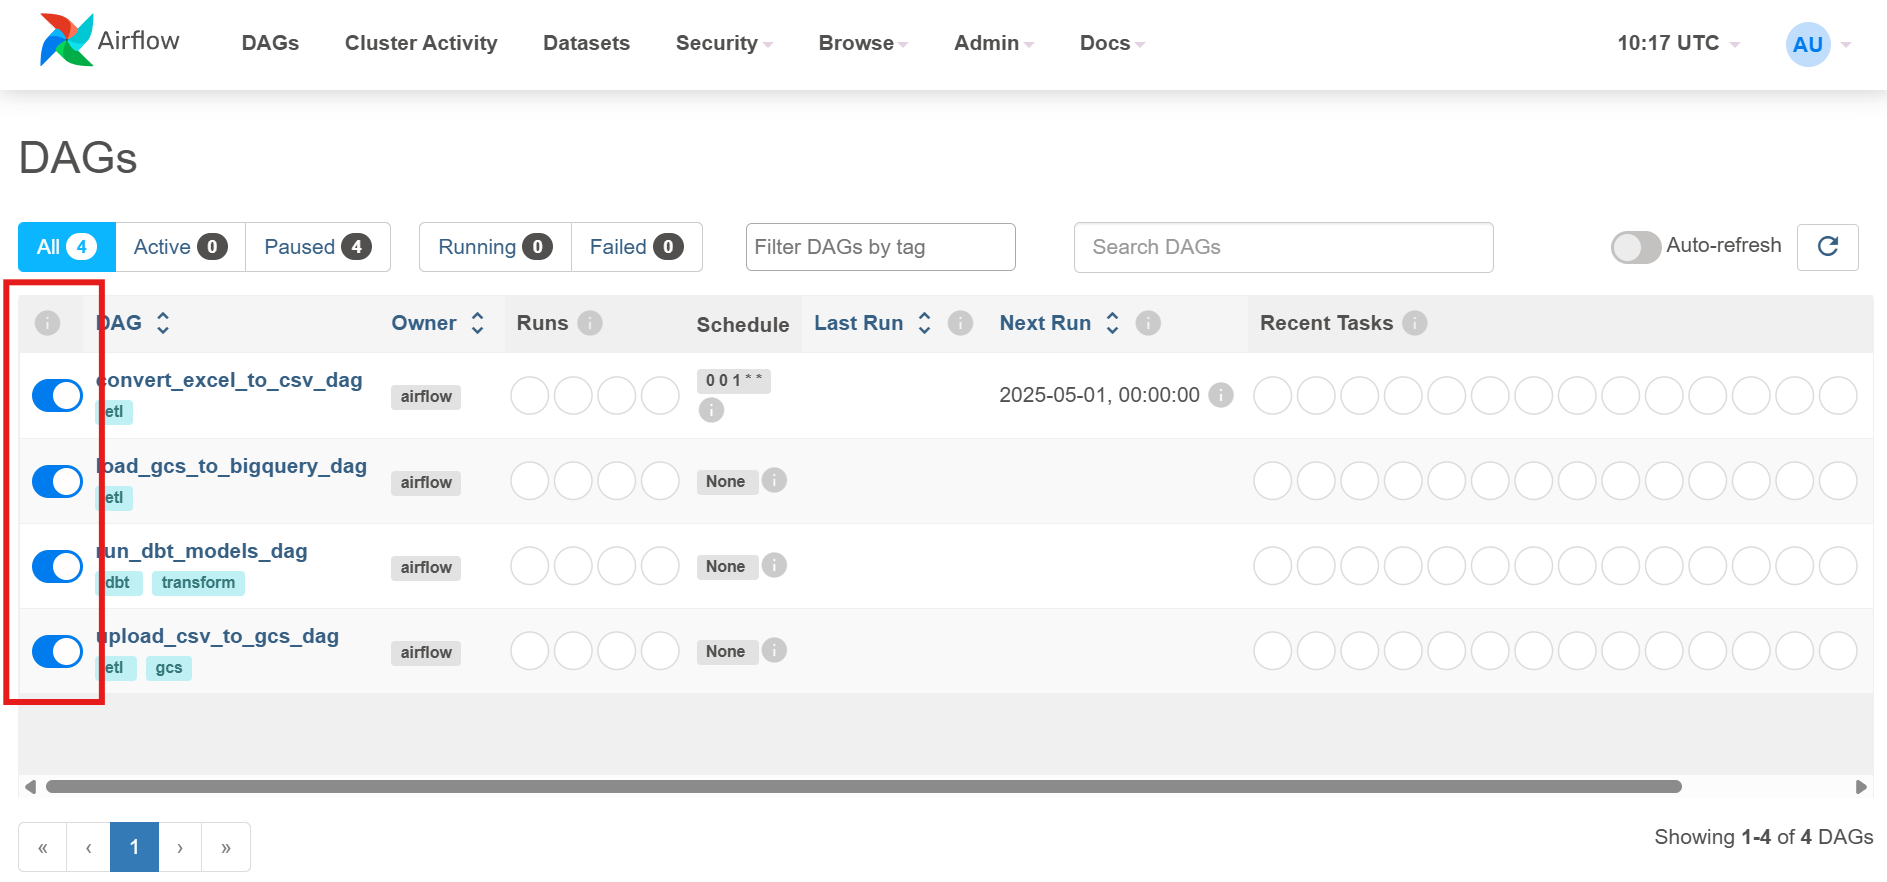 Airflow DAGs Cluster Activity Datasets Security Browse Admin Docs 10:17 UTC AU
DAGs
All 4 Active 0 Paused 4 Running 0 Failed 0 Filter DAGs by tag Search DAGs Auto-refresh
i DAG Owner Runs i Schedule Last Run i Next Run i Recent Tasks i
convert_excel_to_csv_dag airflow 0 0 1 * * i 2025-05-01, 00:00:00 i
etl
load_gcs_to_bigquery_dag airflow None i
etl
run_dbt_models_dag airflow None i
dbt transform
upload_csv_to_gcs_dag airflow None i
etl gcs
« ‹ 1 › » Showing 1-4 of 4 DAGs